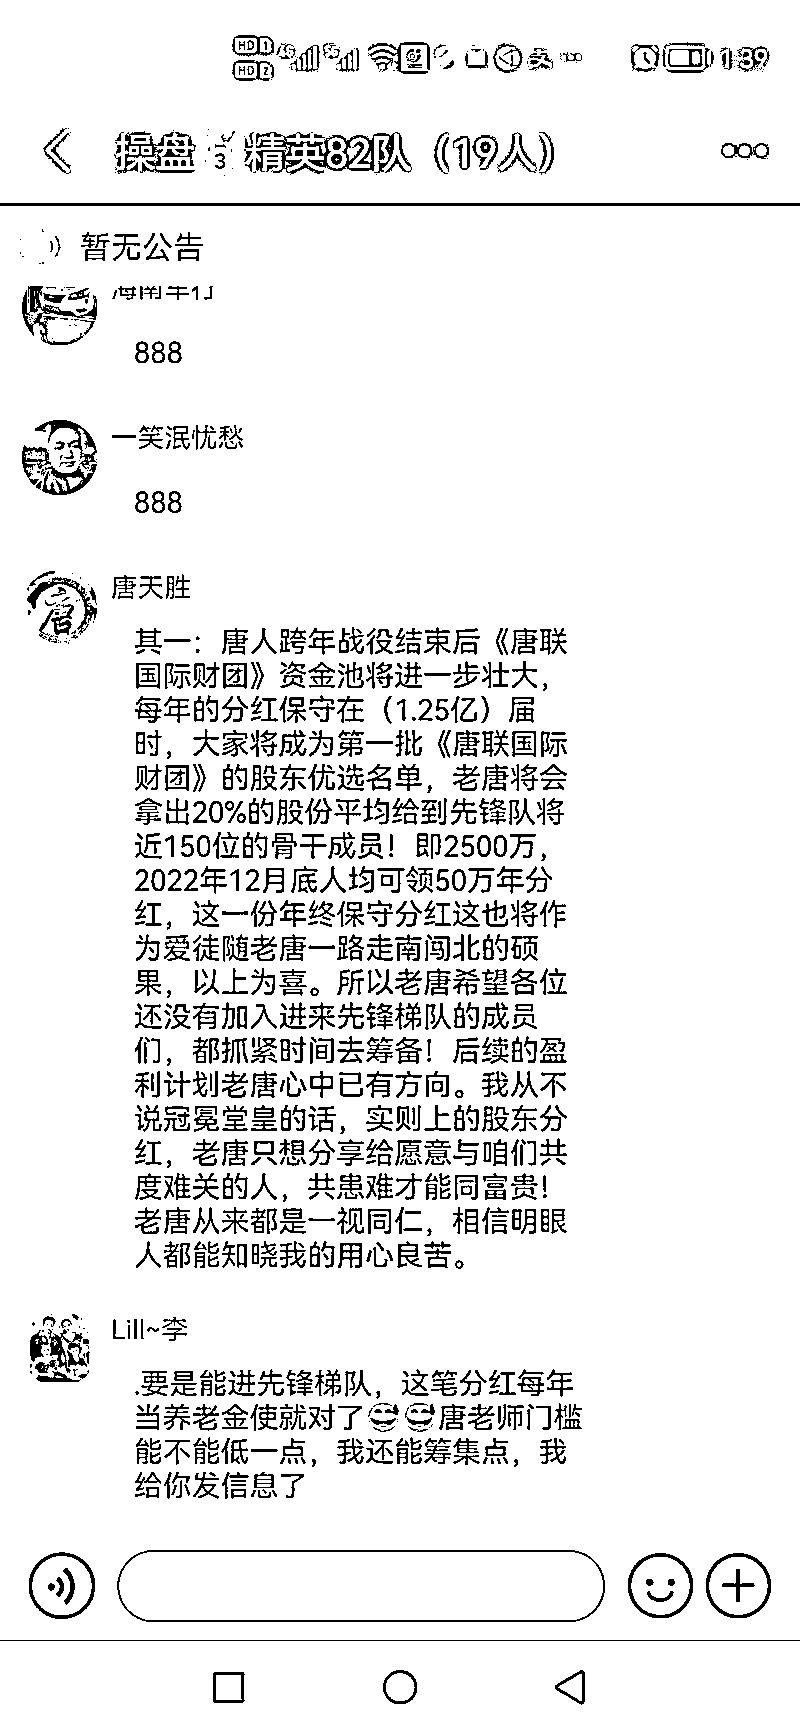 HD 1
HD 2
1:39
操盘 精英82队（19人）
暂无公告
888
一笑泯忧愁
888
唐天胜
其一：唐人跨年战役结束后《唐联
国际财团》资金池将进一步壮大，
每年的分红保守在（1.25亿）届
时，大家将成为第一批《唐联国际
财团》的股东优选名单，老唐将会
拿出20%的股份平均给到先锋队将
近150位的骨干成员！即2500万，
2022年12月底人均可领50万年分
红，这一份年终保守分红这也将作
为爱徒随老唐一路走南闯北的硕
果，以上为喜。所以老唐希望各位
还没有加入进来先锋梯队的成员
们，都抓紧时间去筹备！后续的盈
利计划老唐心中已有方向。我从不
说冠冕堂皇的话，实则上的股东分
红，老唐只想分享给愿意与咱们共
度难关的人，共患难才能同富贵！
老唐从来都是一视同仁，相信明眼
人都能知晓我的用心良苦。
Lill~李
.要是能进先锋梯队，这笔分红每年
当养老金使就对了😎😎唐老师门槛
能不能低一点，我还能筹集点，我
给你发信息了